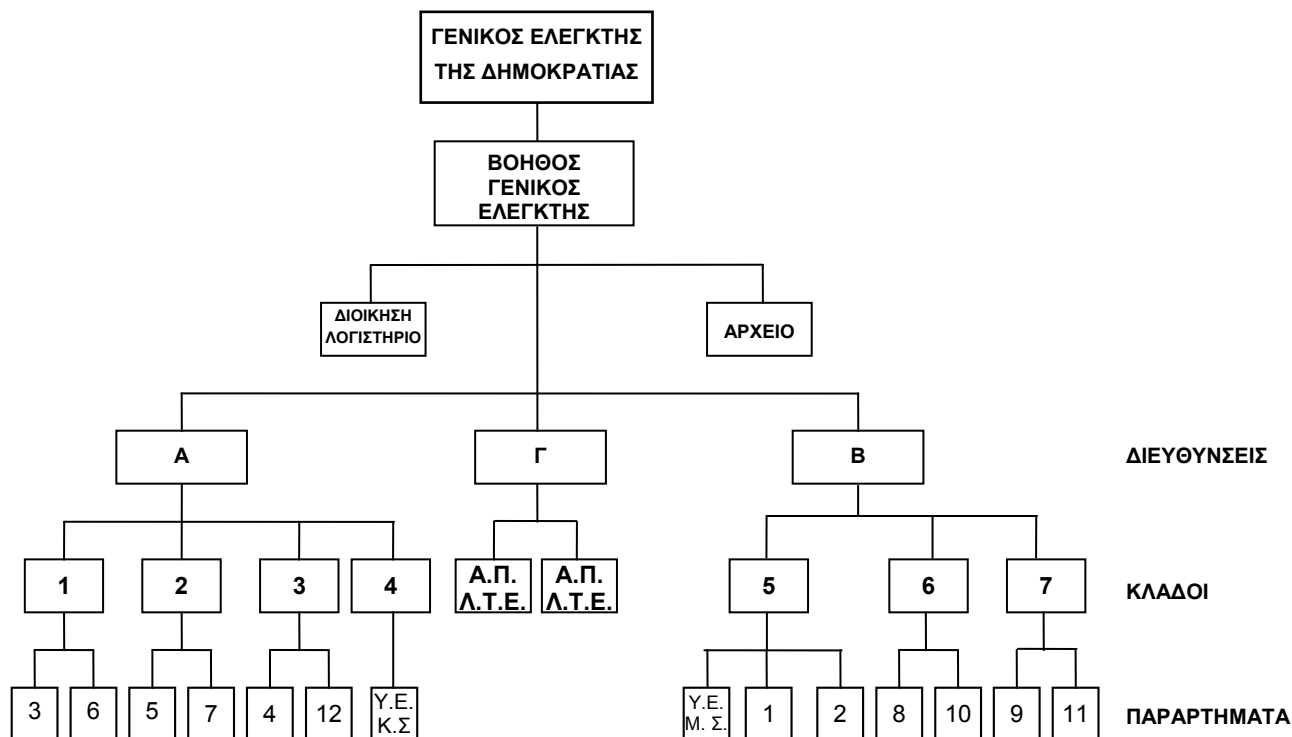 ΓΕΝΙΚΟΣ ΕΛΕΓΚΤΗΣ
ΤΗΣ ΔΗΜΟΚΡΑΤΙΑΣ
ΒΟΗΘΟΣ
ΓΕΝΙΚΟΣ
ΕΛΕΓΚΤΗΣ
ΔΙΟΙΚΗΣΗ
ΛΟΓΙΣΤΗΡΙΟ
ΑΡΧΕΙΟ
Α Γ Β ΔΙΕΥΘΥΝΣΕΙΣ
1 2 3 4 Α.Π. Α.Π. 5 6 7 ΚΛΑΔΟΙ
Λ.Τ.Ε. Λ.Τ.Ε.
3 6 5 7 4 12 Υ.Ε. Υ.Ε. 1 2 8 10 9 11 ΠΑΡΑΡΤΗΜΑΤΑ
Κ.Σ Μ. Σ.